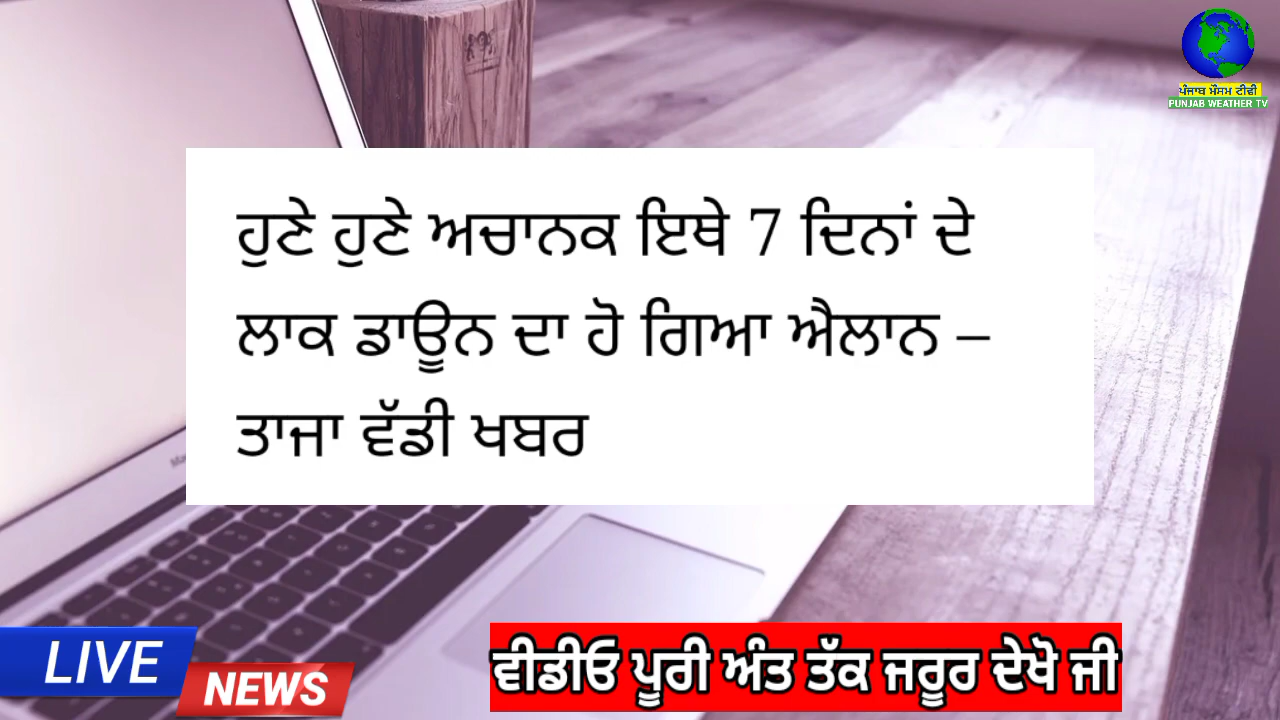 ਪੰਜਾਬ ਮੌਸਮ ਟੀਵੀ
PUNJAB WEATHER TV
ਹੁਣੇ ਹੁਣੇ ਅਚਾਨਕ ਇਥੇ 7 ਦਿਨਾਂ ਦੇ
ਲਾਕ ਡਾਊਨ ਦਾ ਹੋ ਗਿਆ ਐਲਾਨ –
ਤਾਜਾ ਵੱਡੀ ਖਬਰ
LIVE
NEWS
ਵੀਡੀਓ ਪੂਰੀ ਅੰਤ ਤੱਕ ਜਰੂਰ ਦੇਖੋ ਜੀ